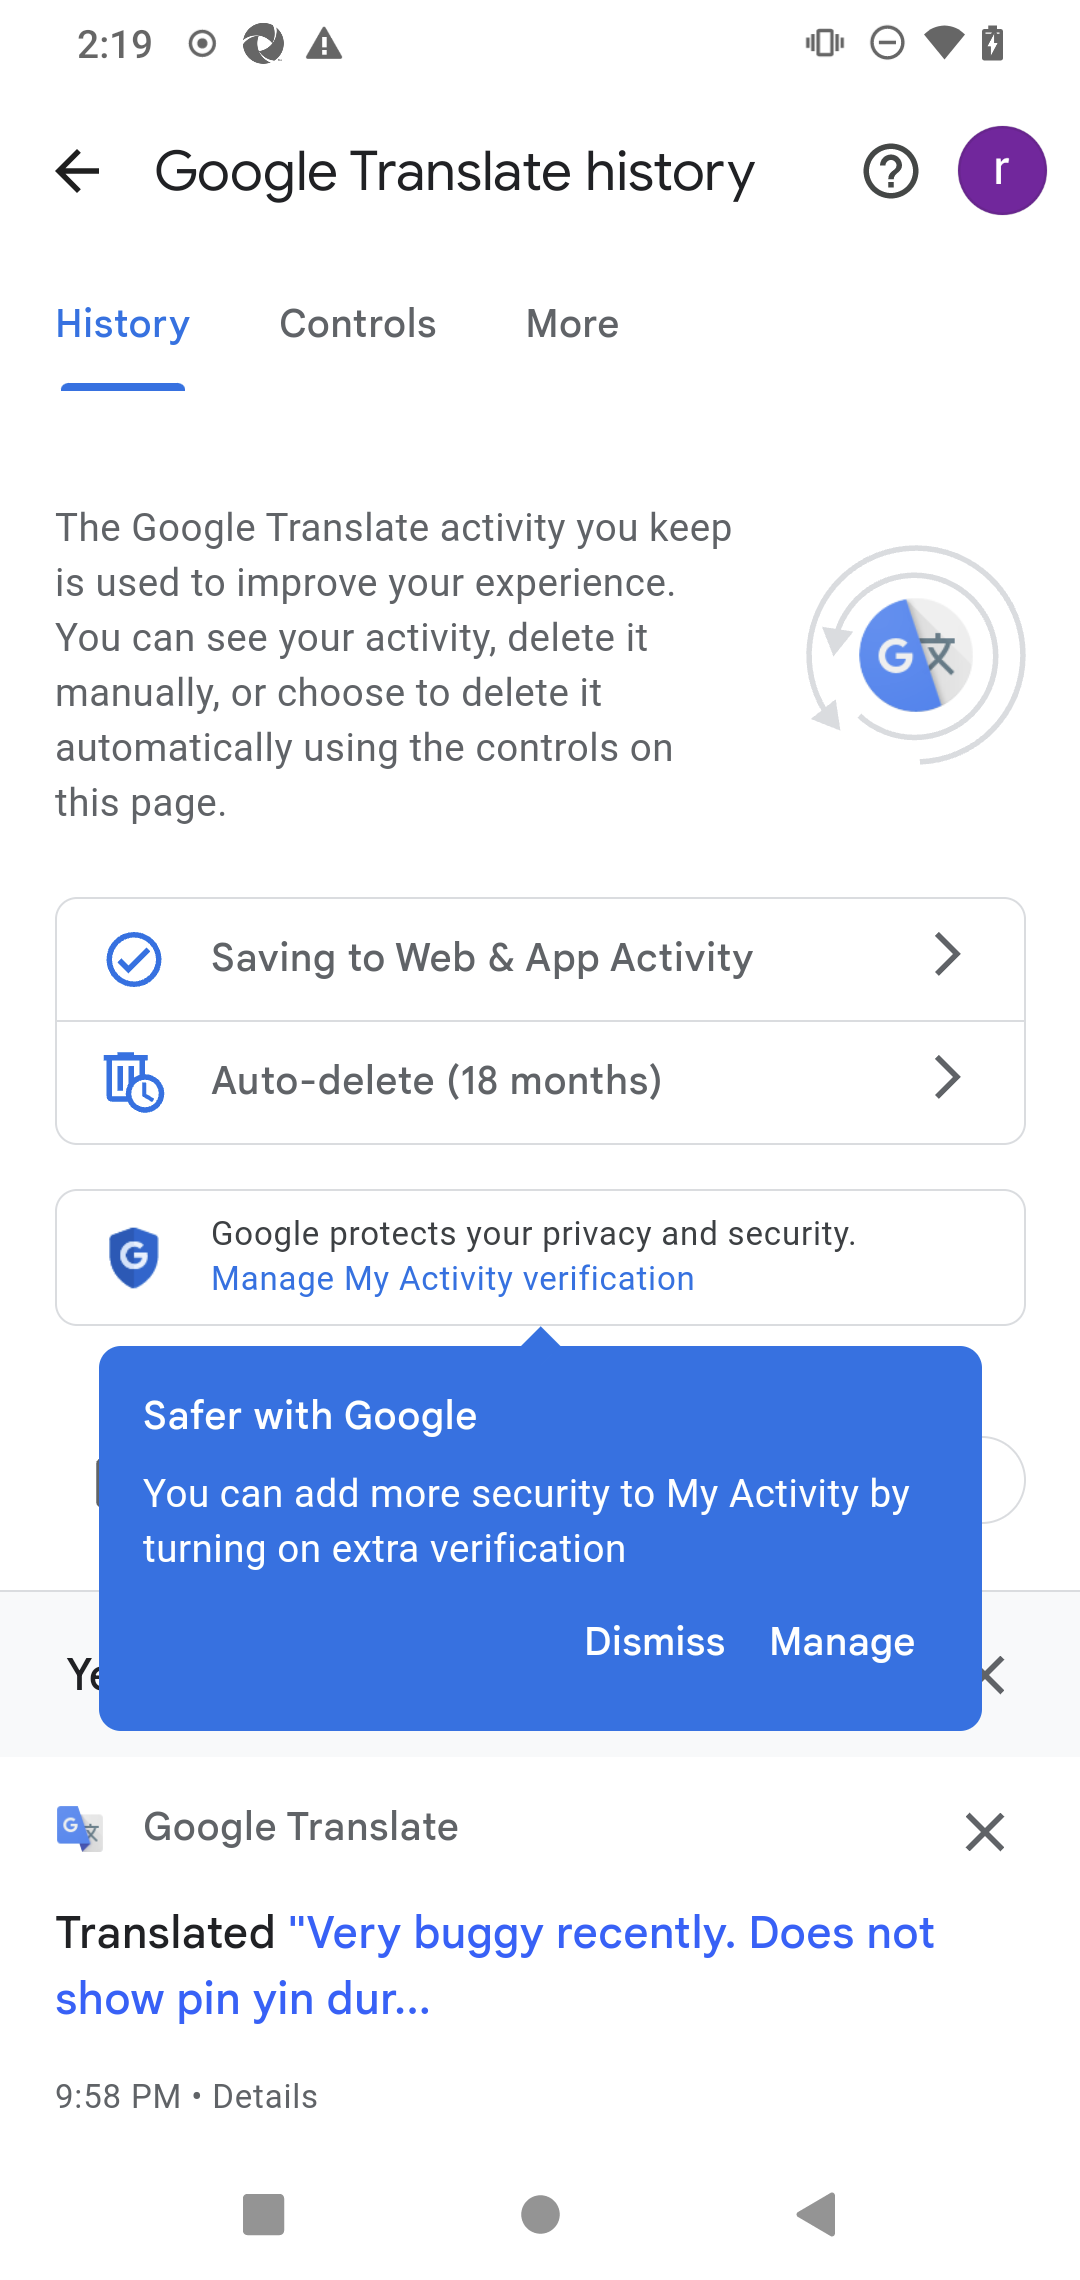 2:19
Google Translate history
r
History Controls More
The Google Translate activity you keep
is used to improve your experience.
You can see your activity, delete it
manually, or choose to delete it
automatically using the controls on
this page.
Saving to Web & App Activity
Auto-delete (18 months)
Google protects your privacy and security.
Manage My Activity verification
Safer with Google
You can add more security to My Activity by
turning on extra verification
Dismiss Manage
Google Translate
Translated "Very buggy recently. Does not
show pin yin dur...
9:58 PM • Details